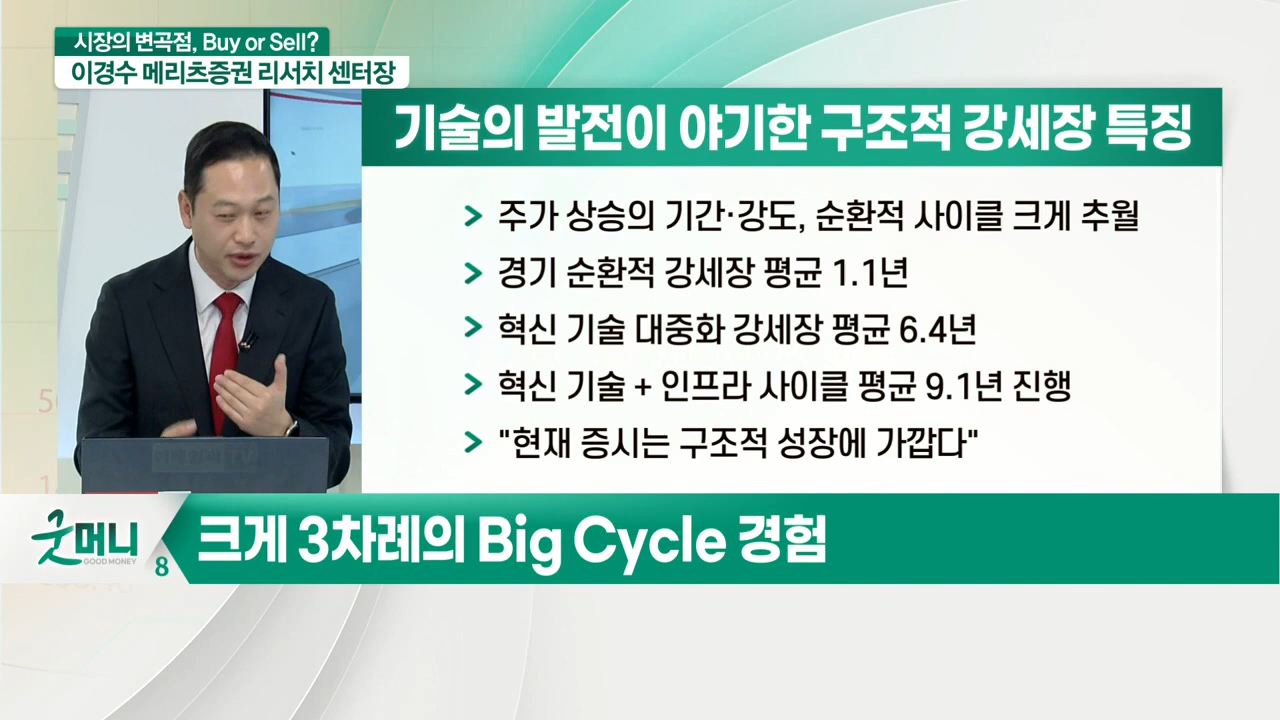 시장의 변곡점, Buy or Sell?
이경수 메리츠증권 리서치 센터장
기술의 발전이 야기한 구조적 강세장 특징
> 주가 상승의 기간·강도, 순환적 사이클 크게 추월
> 경기 순환적 강세장 평균 1.1년
> 혁신 기술 대중화 강세장 평균 6.4년
> 혁신 기술 + 인프라 사이클 평균 9.1년 진행
> "현재 증시는 구조적 성장에 가깝다"
굿머니
GOOD MONEY
8
크게 3차례의 Big Cycle 경험